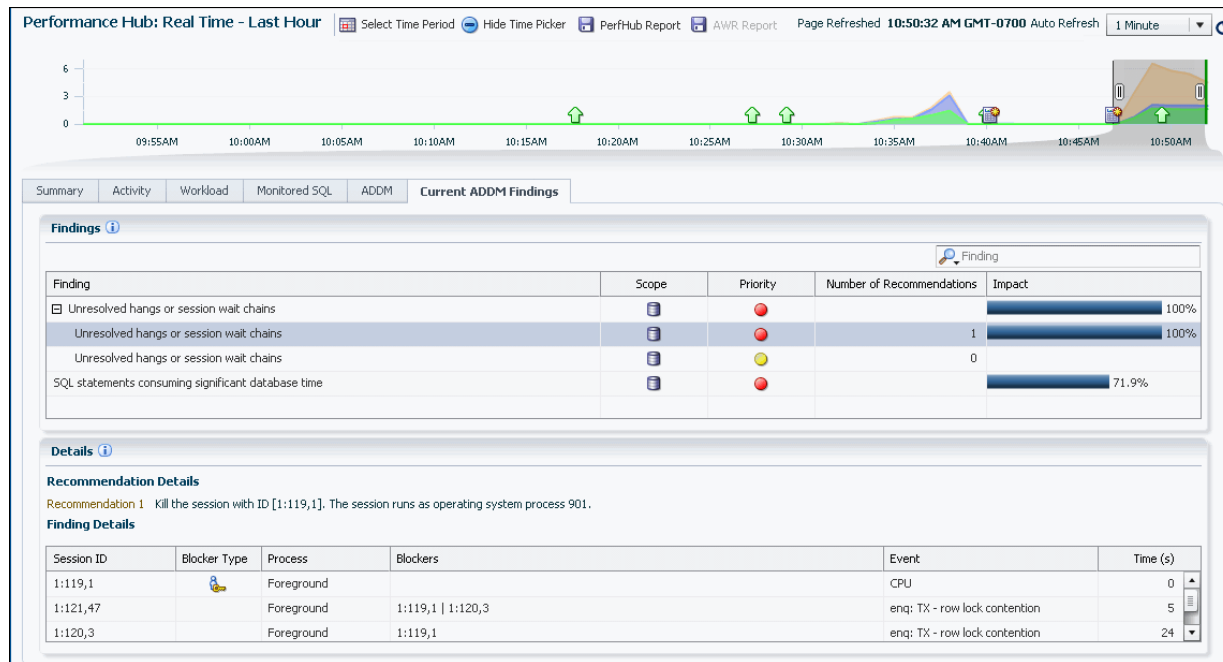 Performance Hub: Real Time - Last Hour Select Time Period Hide Time Picker PerfHub Report AWR Report Page Refreshed 10:50:32 AM GMT-0700 Auto Refresh 1 Minute
6
3
0
09:55AM 10:00AM 10:05AM 10:10AM 10:15AM 10:20AM 10:25AM 10:30AM 10:35AM 10:40AM 10:45AM 10:50AM
Summary Activity Workload Monitored SQL ADDM Current ADDM Findings
Findings
Finding
Finding Scope Priority Number of Recommendations Impact
Unresolved hangs or session wait chains 100%
Unresolved hangs or session wait chains 1 100%
Unresolved hangs or session wait chains 0
SQL statements consuming significant database time 71.9%
Details
Recommendation Details
Recommendation 1 Kill the session with ID [1:119,1]. The session runs as operating system process 901.
Finding Details
Session ID Blocker Type Process Blockers Event Time (s)
1:119,1 Foreground CPU 0
1:121,47 Foreground 1:119,1 | 1:120,3 enq: TX - row lock contention 5
1:120,3 Foreground 1:119,1 enq: TX - row lock contention 24